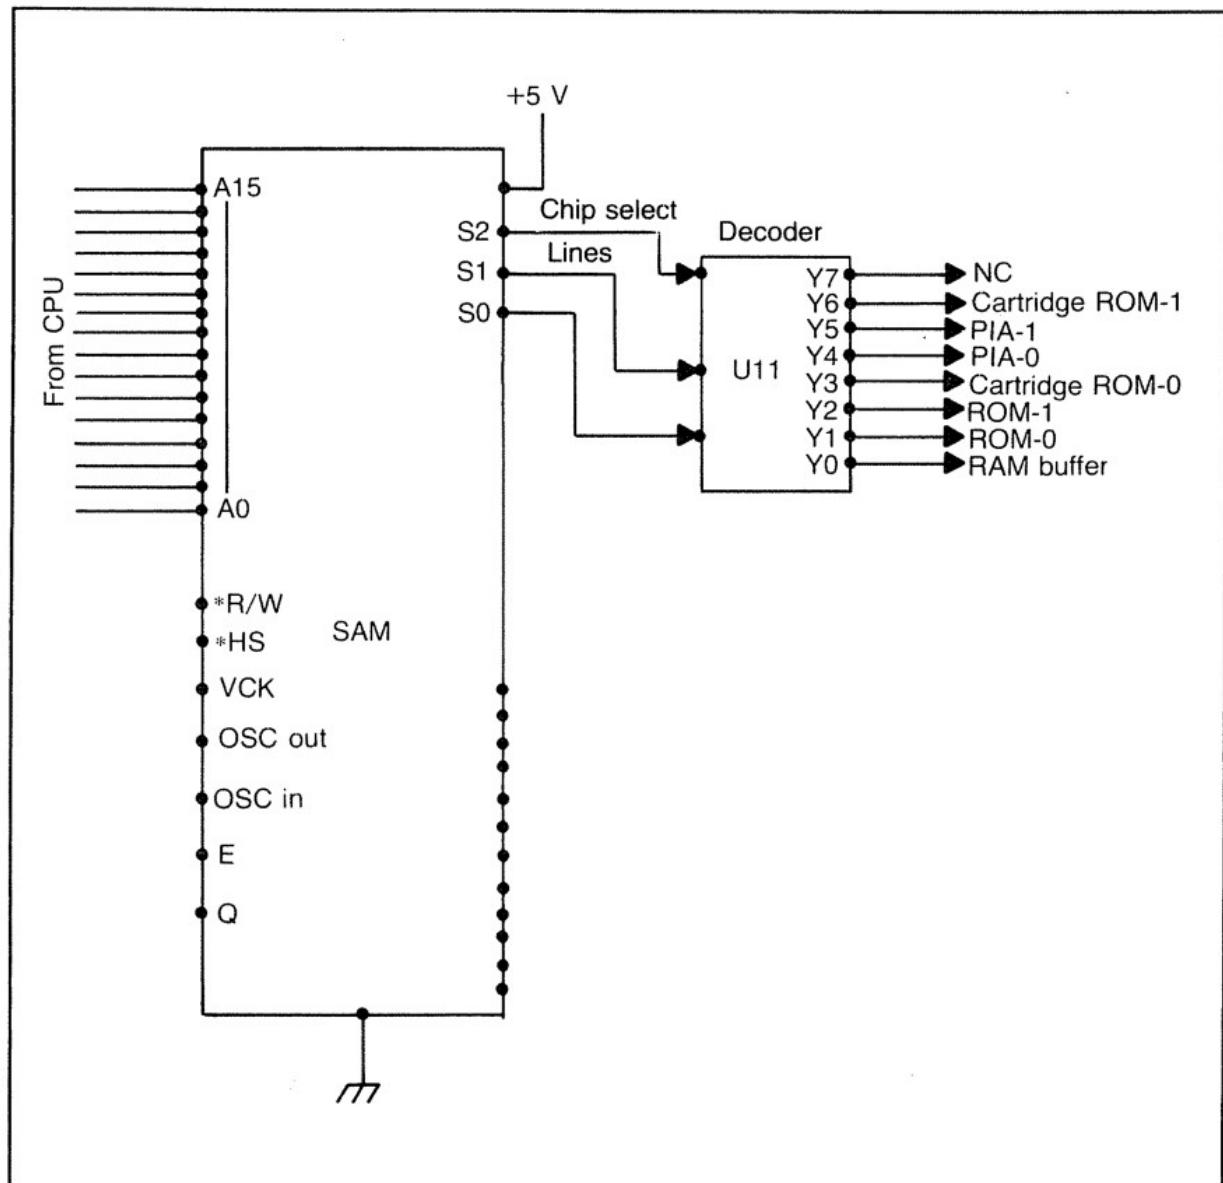 +5 V
A15
S2
Chip select
Lines
S1
S0
From CPU
A0
Decoder
U11
Y7
NC
Y6
Cartridge ROM-1
Y5
PIA-1
Y4
PIA-0
Y3
Cartridge ROM-0
Y2
ROM-1
Y1
ROM-0
Y0
RAM buffer
*R/W
*HS
SAM
VCK
OSC out
OSC in
E
Q